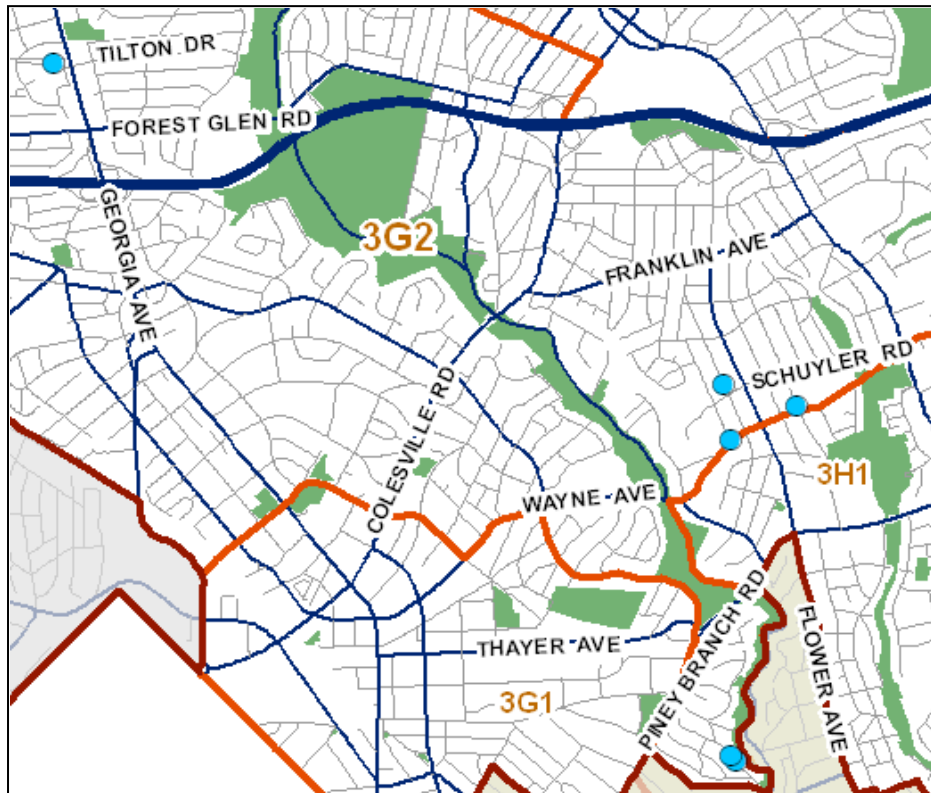 TILTON DR
FOREST GLEN RD
GEORGIA AVE
3G2
FRANKLIN AVE
SCHUYLER RD
COLESVILLE RD
3H1
WAYNE AVE
THAYER AVE
PINEY BRANCH RD
FLOWER AVE
3G1